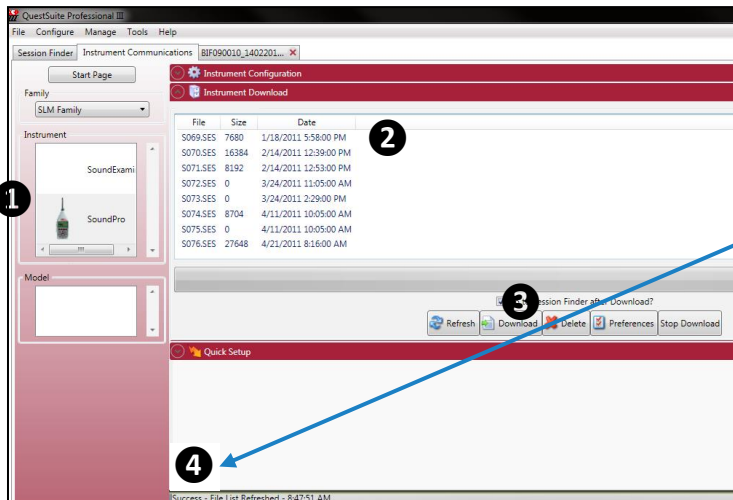 QuestSuite Professional III
File Configure Manage Tools Help
Session Finder Instrument Communications BIF090010_1402201...
Start Page
Family
SLM Family
Instrument
SoundExami
SoundPro
Model
Instrument Configuration
Instrument Download
File Size Date
S069.SES 7680 1/18/2011 5:58:00 PM
S070.SES 16384 2/14/2011 12:39:00 PM
S071.SES 8192 2/14/2011 12:53:00 PM
S072.SES 0 3/24/2011 11:05:00 AM
S073.SES 0 3/24/2011 2:29:00 PM
S074.SES 8704 4/11/2011 10:05:00 AM
S075.SES 0 4/11/2011 10:05:00 AM
S076.SES 27648 4/21/2011 8:16:00 AM
1
2
3
Session Finder after Download?
Refresh Download Delete Preferences Stop Download
Quick Setup
4
Success - File List Refreshed - 8:47:51 AM